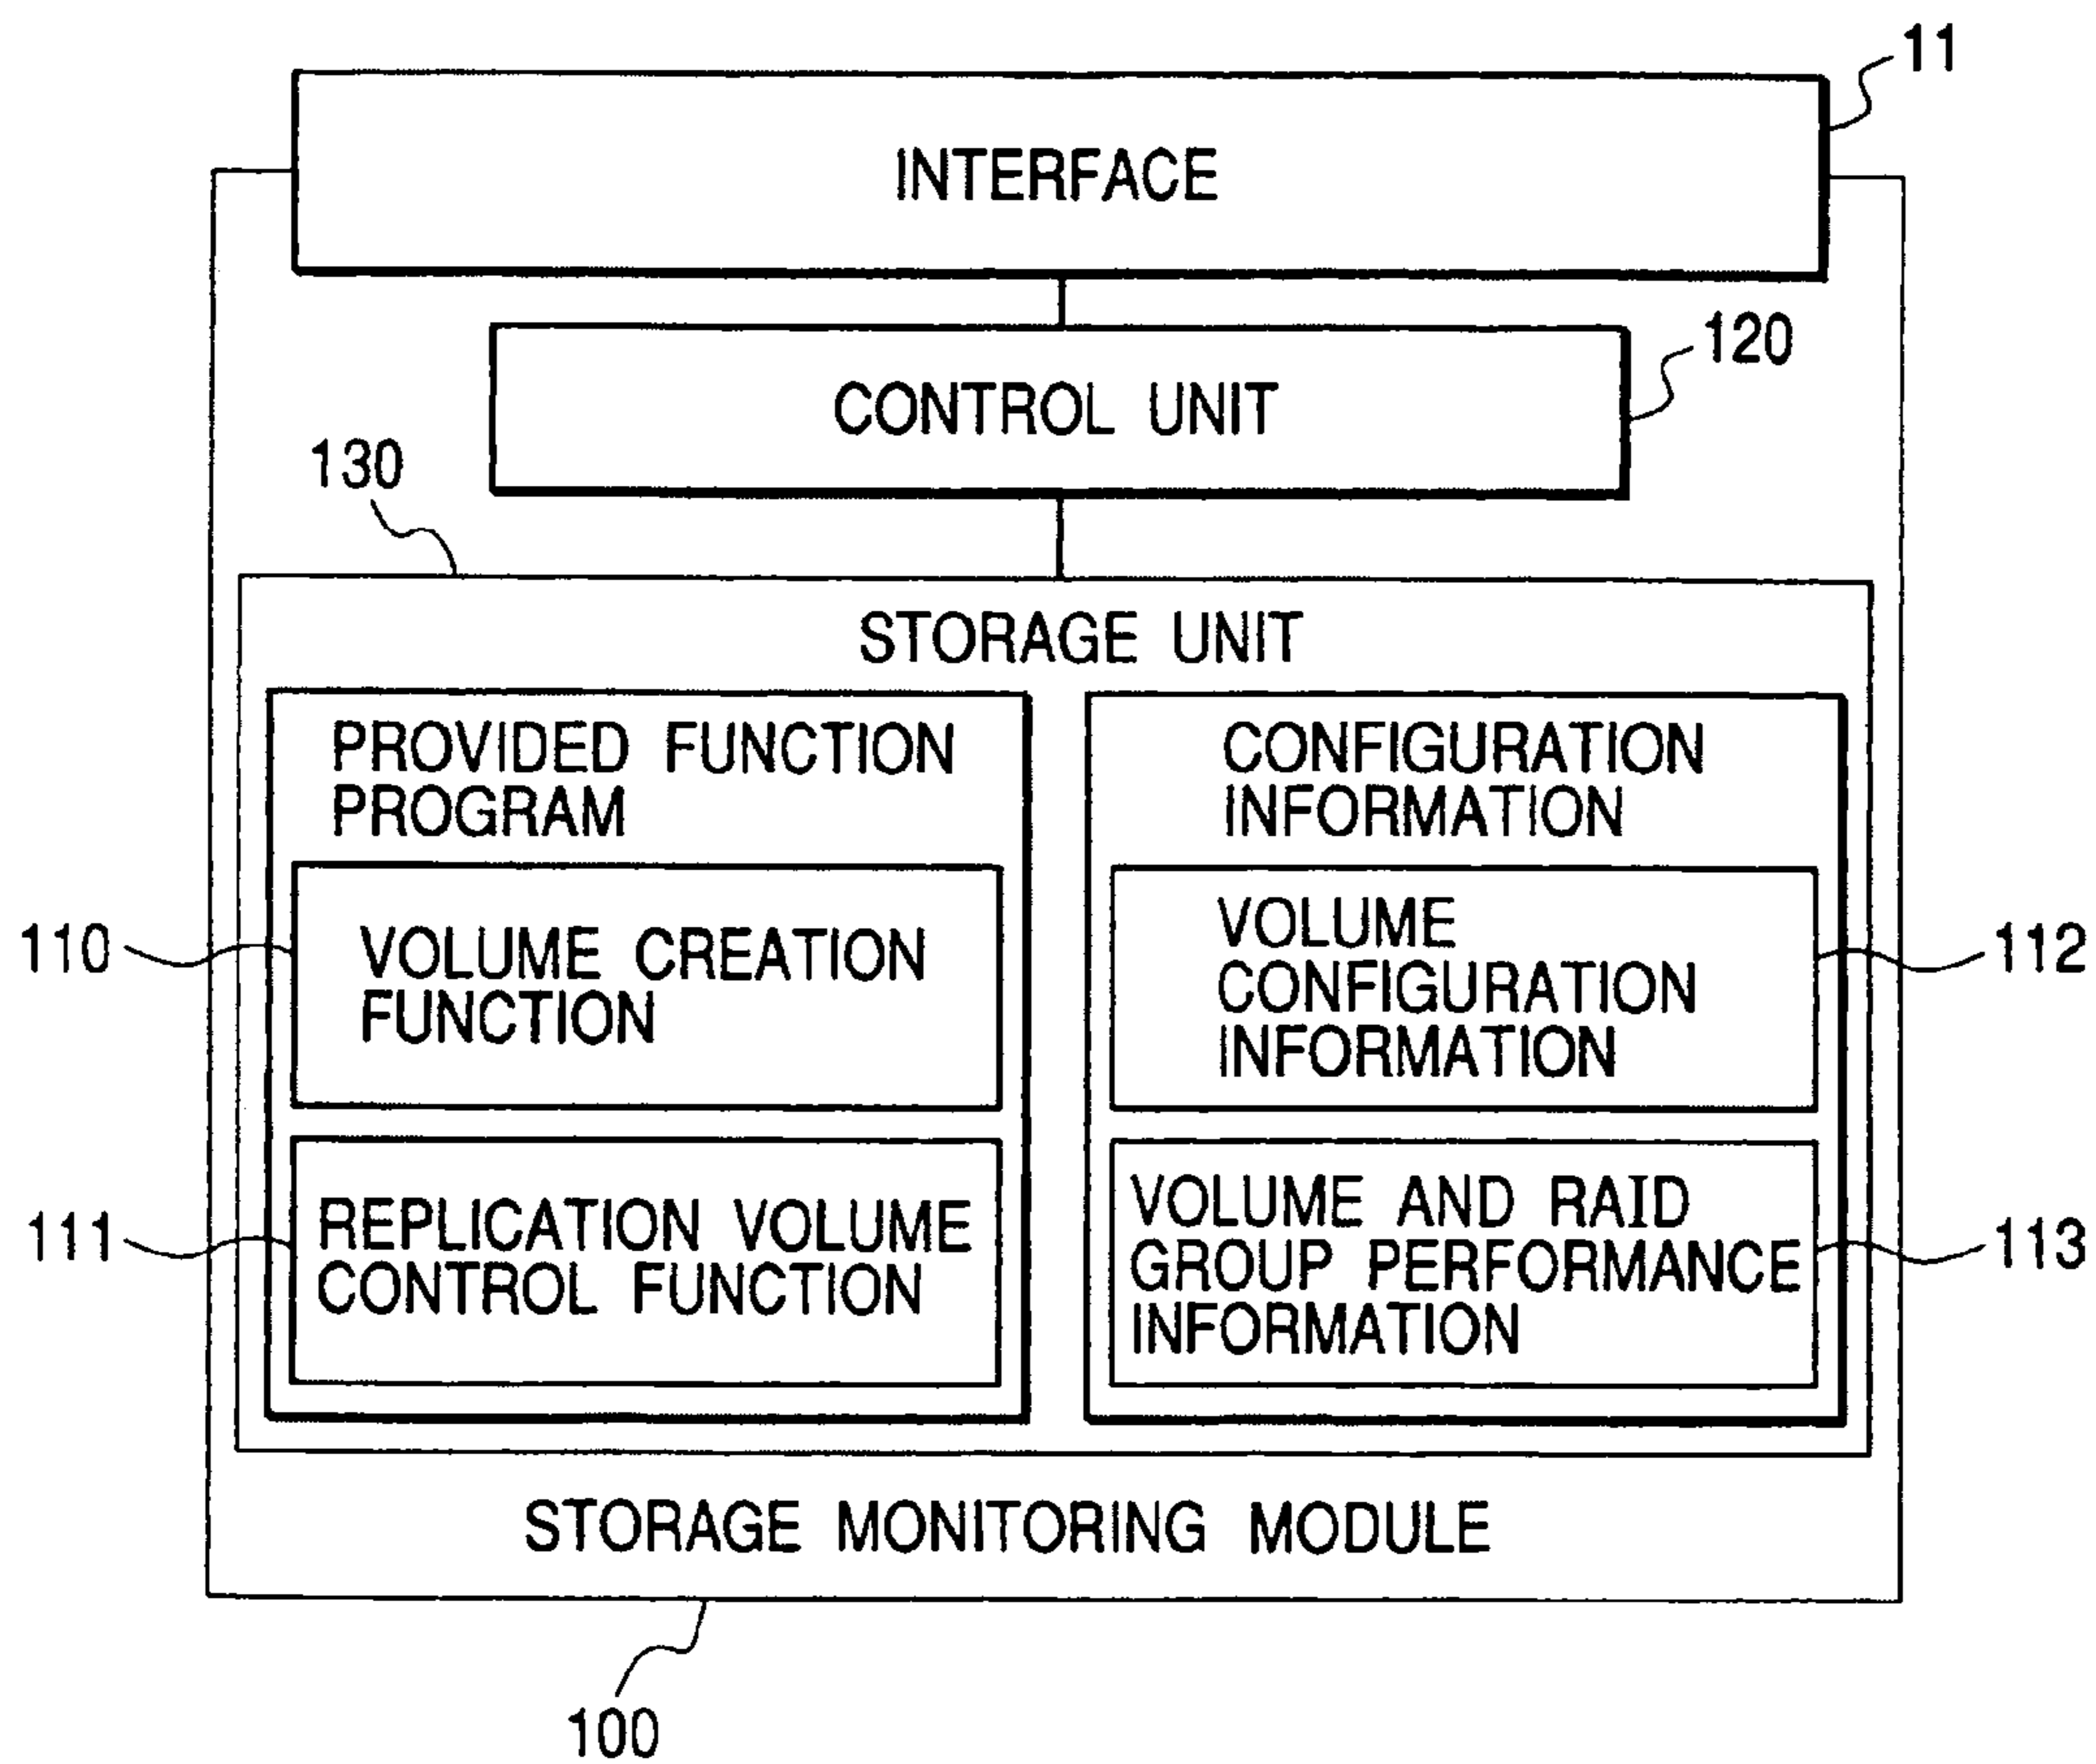 11
INTERFACE
120
CONTROL UNIT
130
STORAGE UNIT
PROVIDED FUNCTION
PROGRAM
CONFIGURATION
INFORMATION
110
VOLUME CREATION
FUNCTION
VOLUME
CONFIGURATION
INFORMATION
112
111
REPLICATION VOLUME
CONTROL FUNCTION
VOLUME AND RAID
GROUP PERFORMANCE
INFORMATION
113
STORAGE MONITORING MODULE
100